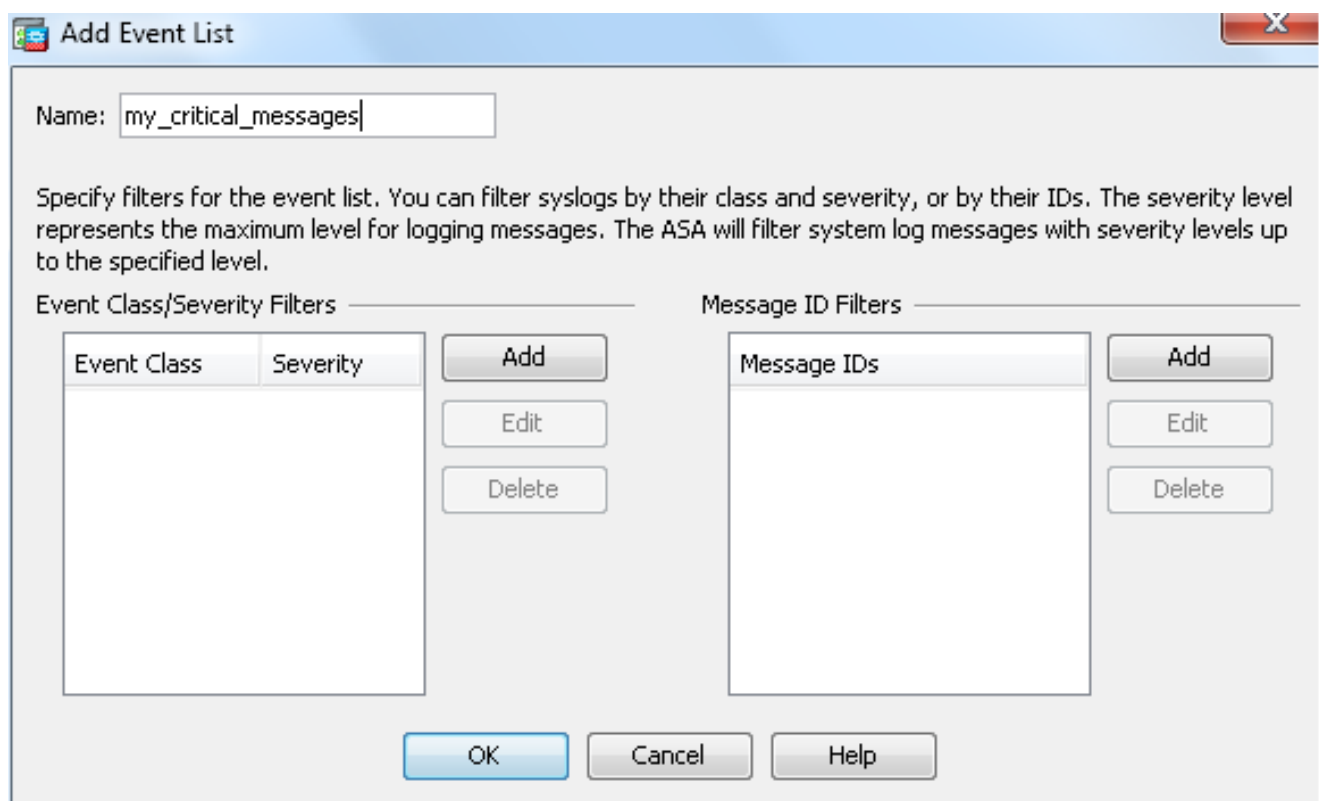 Add Event List
X
Name: my_critical_messages
Specify filters for the event list. You can filter syslogs by their class and severity, or by their IDs. The severity level
represents the maximum level for logging messages. The ASA will filter system log messages with severity levels up
to the specified level.
Event Class/Severity Filters
Event Class Severity
Add
Edit
Delete
Message ID Filters
Message IDs
Add
Edit
Delete
OK Cancel Help